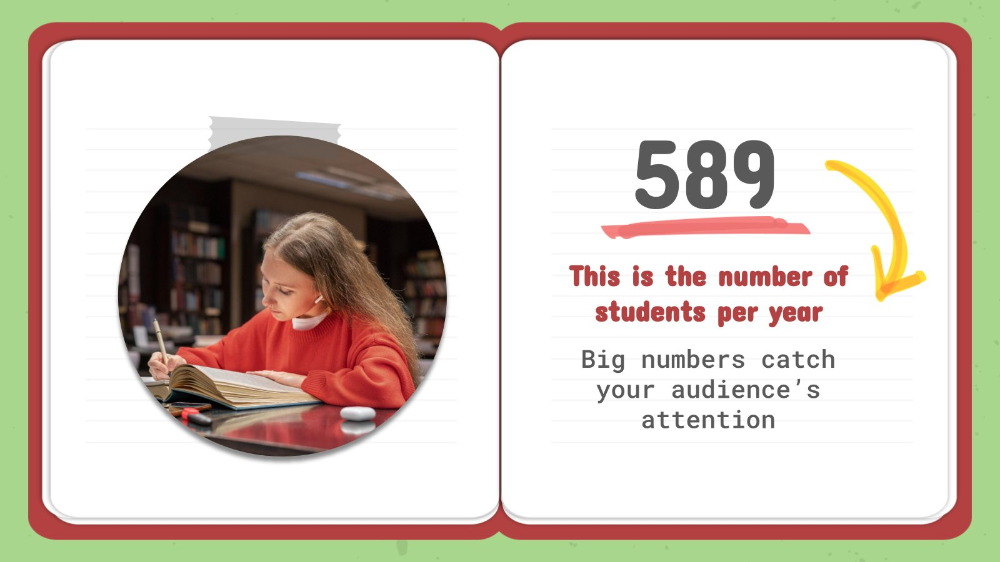 589
This is the number of
students per year
Big numbers catch
your audience’s
attention